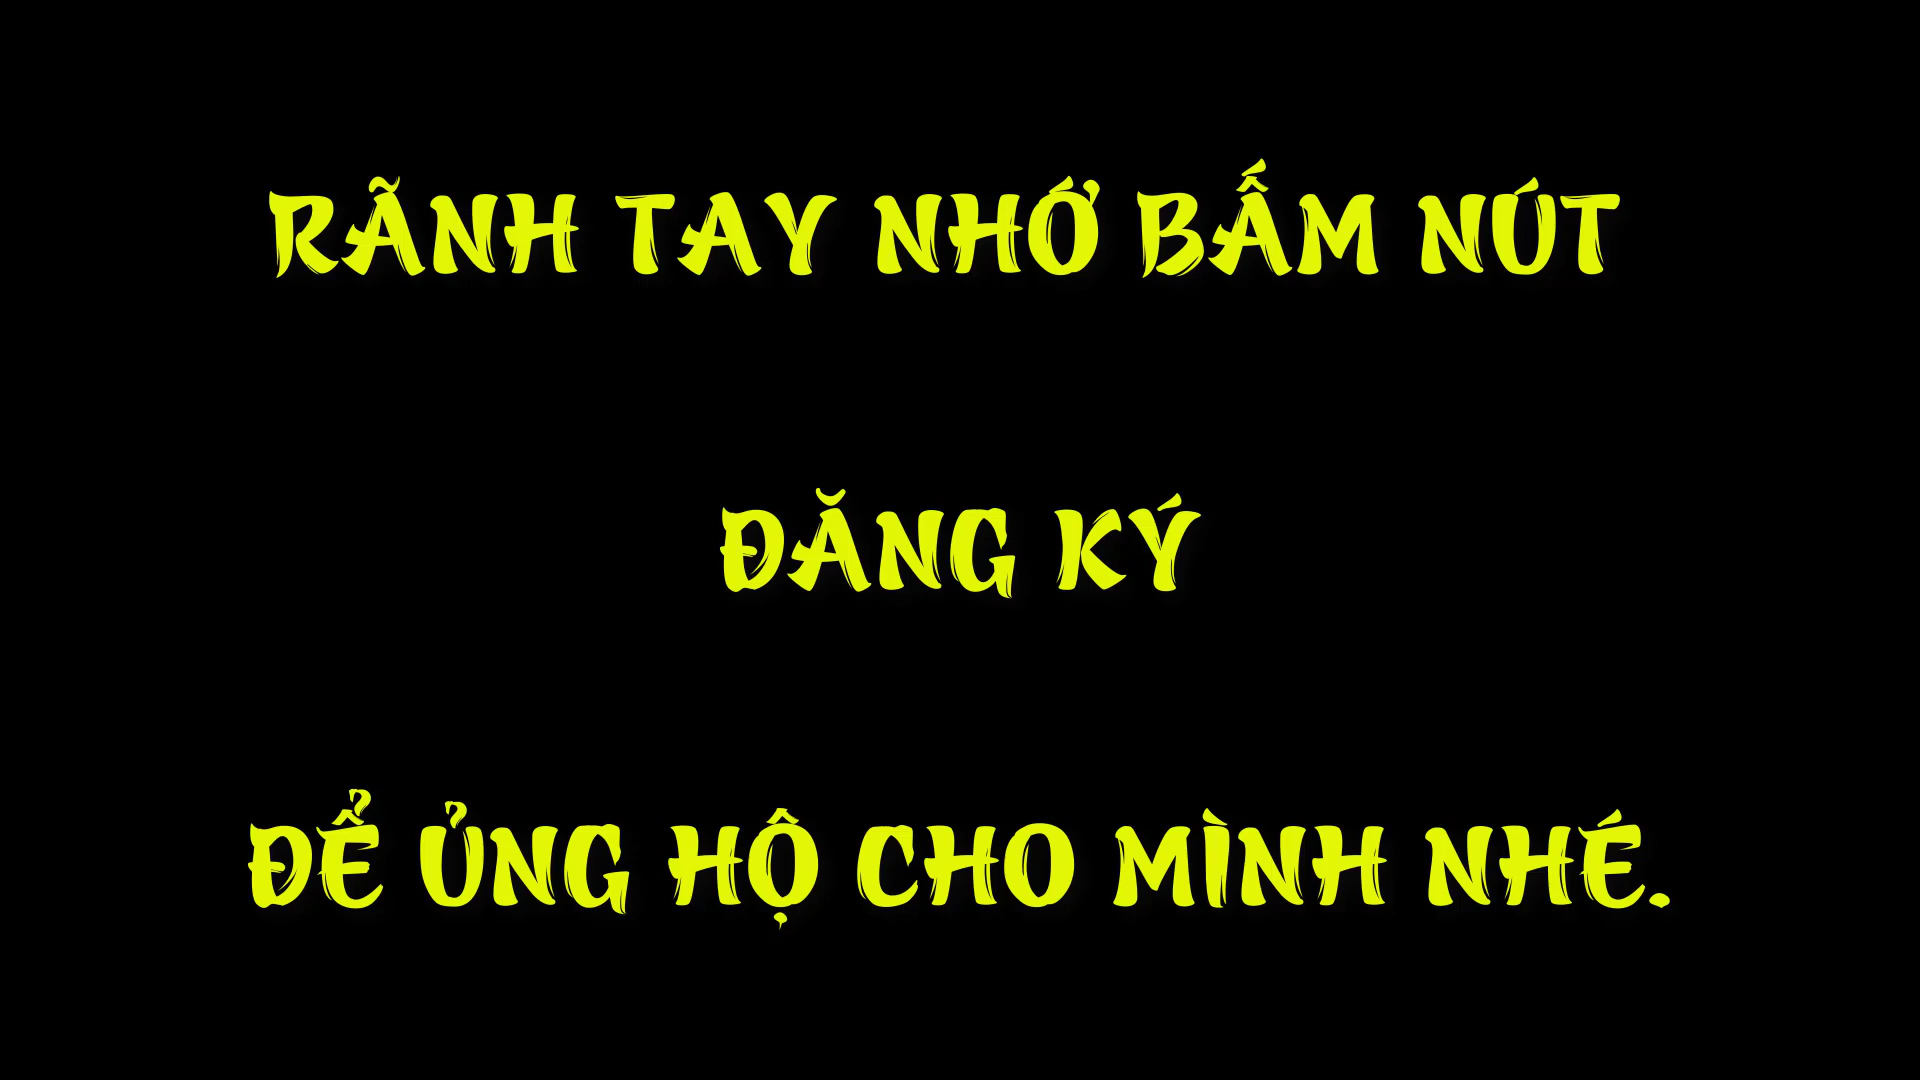 RÃNH TAY NHỚ BẤM NÚT
ĐĂNG KÝ
ĐỂ ỦNG HỘ CHO MÌNH NHÉ.